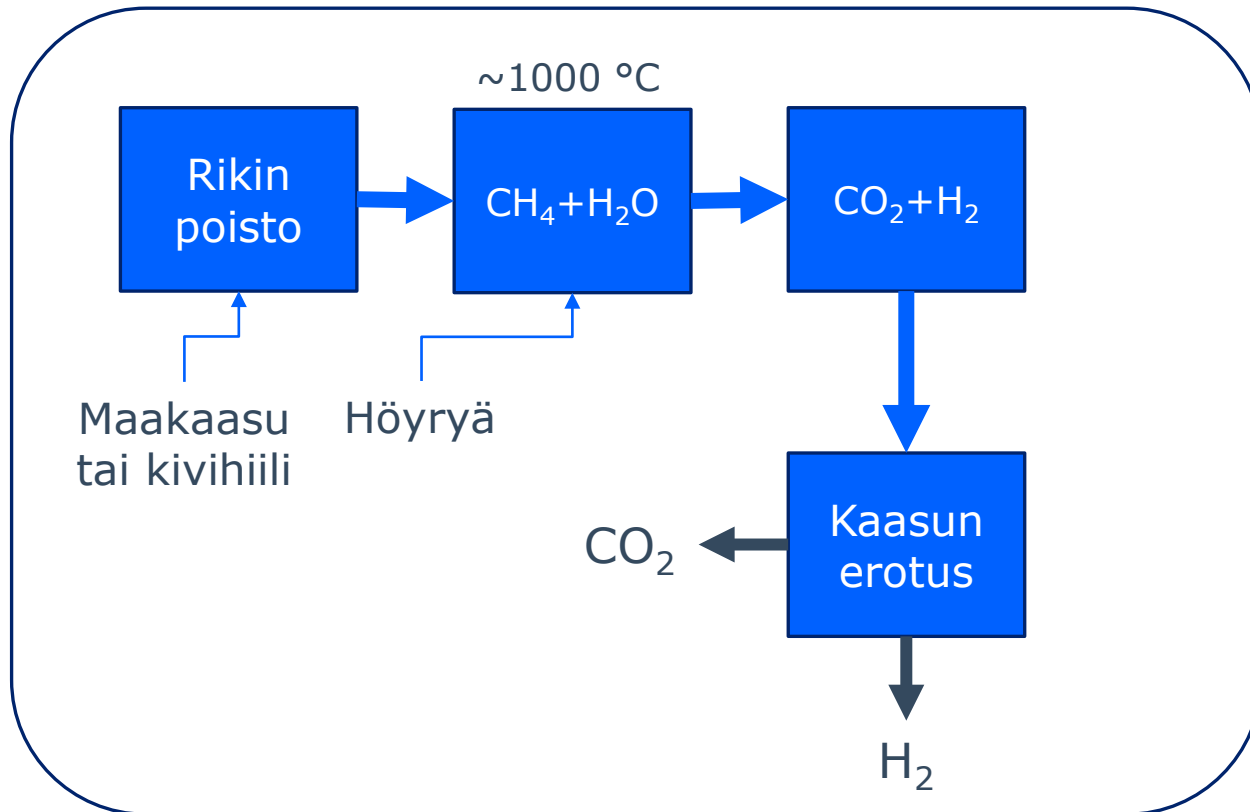 ~1000 °C
Rikin
poisto
CH₄+H₂O
CO₂+H₂
Maakaasu
tai kivihiili
Höyryä
Kaasun
erotus
CO₂
H₂